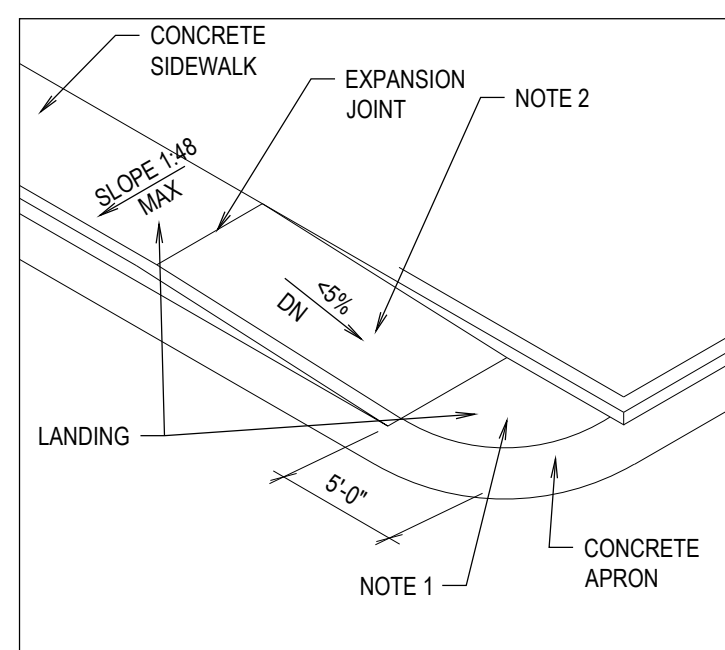 CONCRETE
SIDEWALK
EXPANSION
JOINT
NOTE 2
SLOPE 1:48
MAX
<5%
DN
LANDING
5'-0"
NOTE 1
CONCRETE
APRON